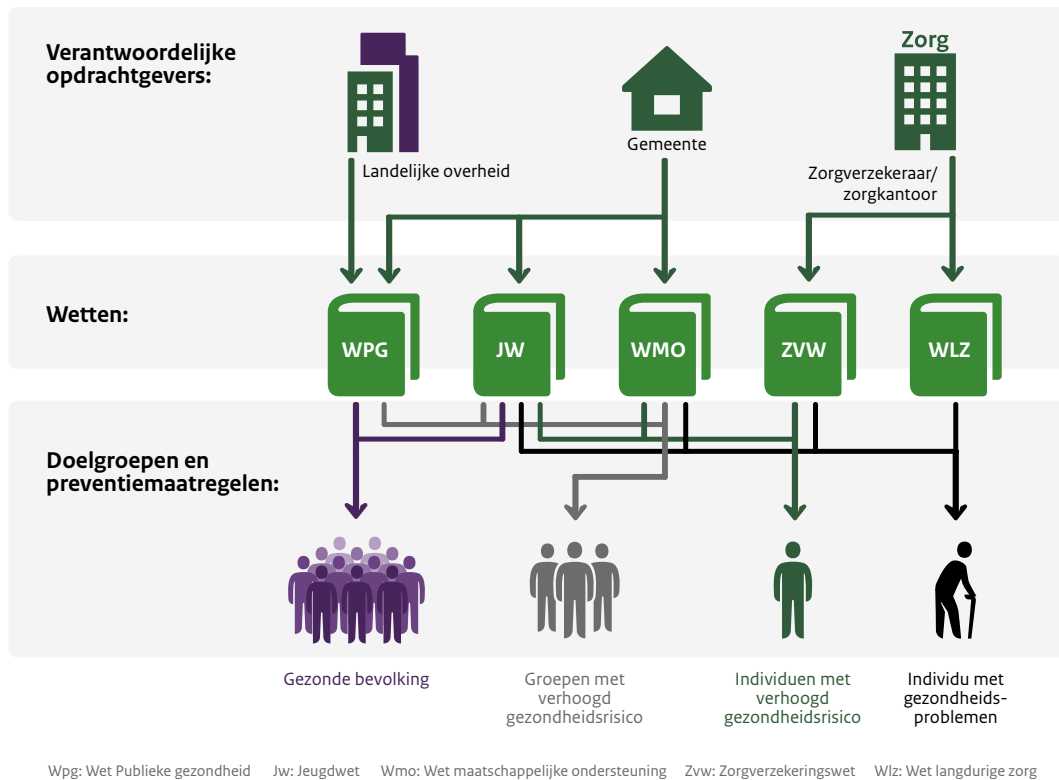 Verantwoordelijke
opdrachtgevers:
Zorg
Landelijke overheid
Gemeente
Zorgverzekeraar/
zorgkantoor
Wetten:
WPG
JW
WMO
ZVW
WLZ
Doelgroepen en
preventiemaatregelen:
Gezonde bevolking
Groepen met
verhoogd
gezondheidsrisico
Individuen met
verhoogd
gezondheidsrisico
Individu met
gezondheids-
problemen
Wpg: Wet Publieke gezondheid Jw: Jeugdwet Wmo: Wet maatschappelijke ondersteuning Zvw: Zorgverzekeringswet Wlz: Wet langdurige zorg